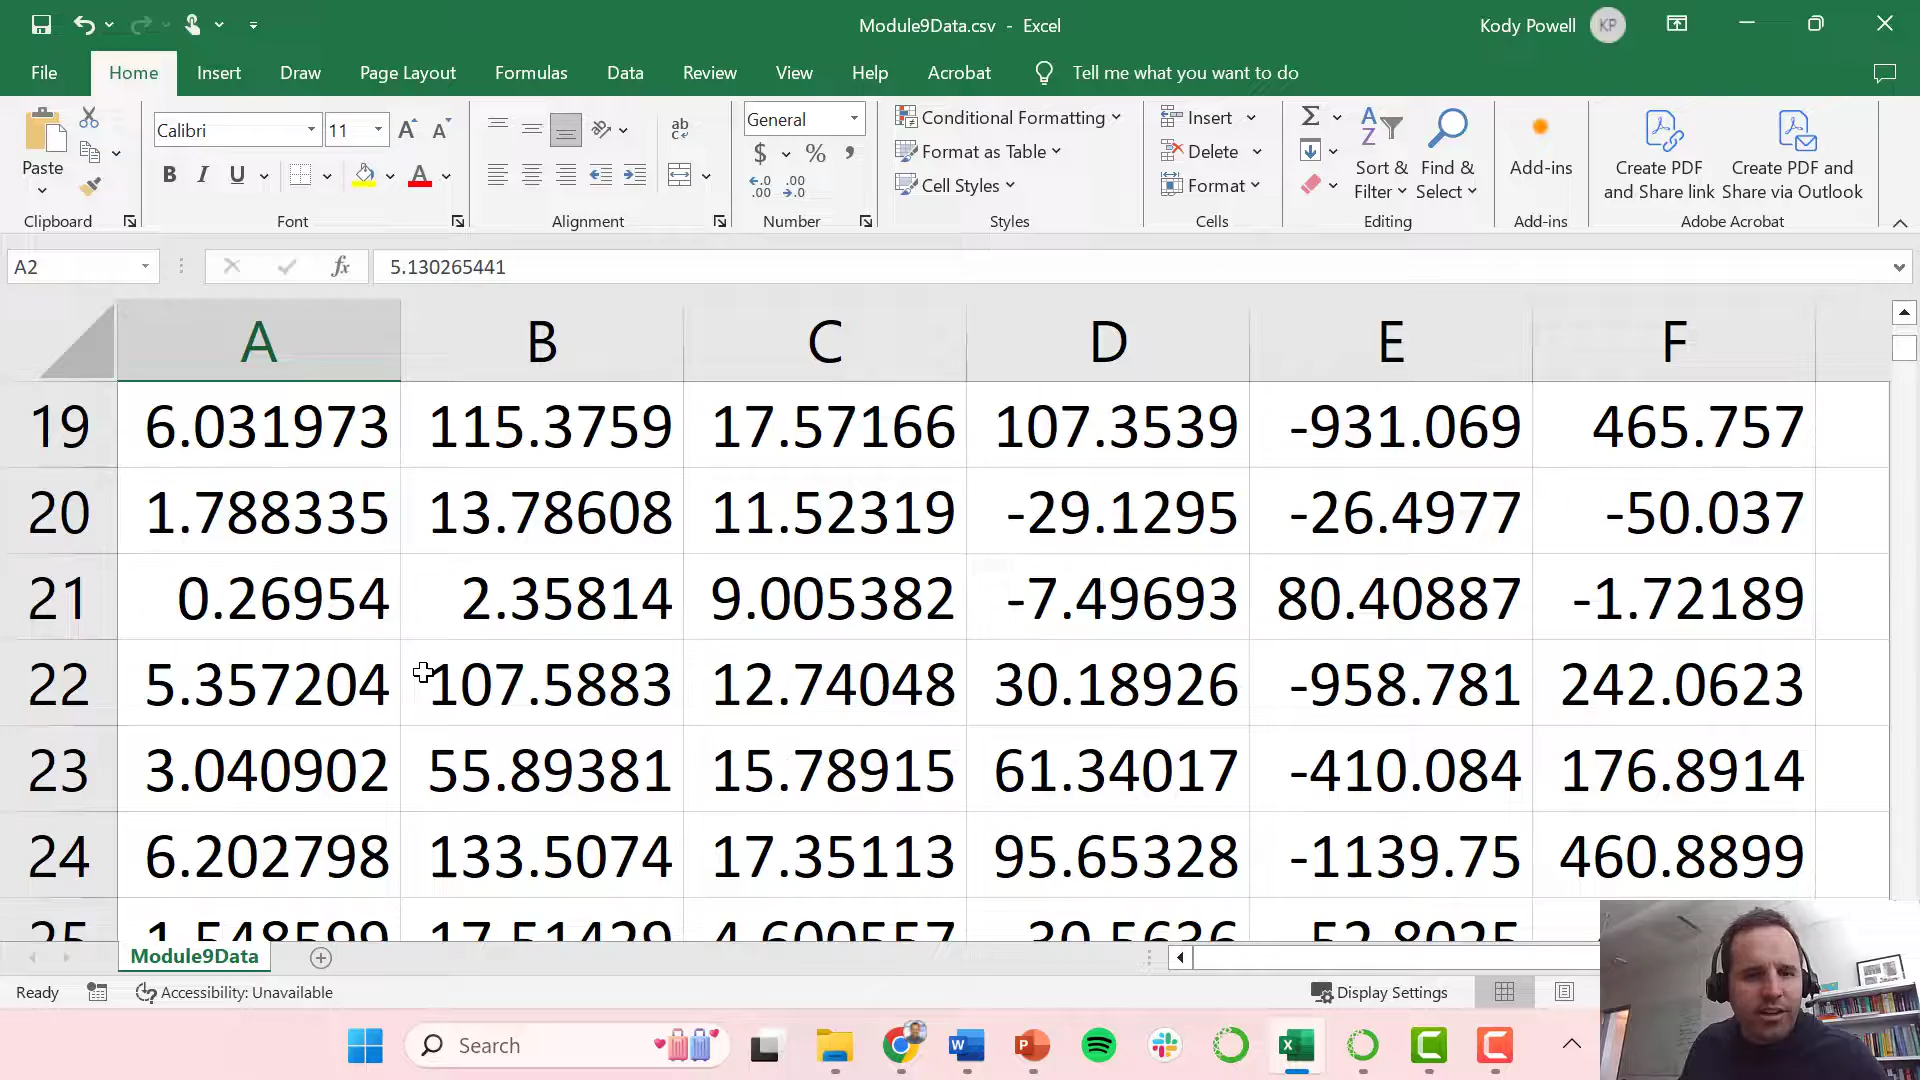 Module9Data.csv - Excel
Kody Powell KP
File Home Insert Draw Page Layout Formulas Data Review View Help Acrobat Tell me what you want to do
Paste
Clipboard
Calibri 11
B I U
Font
ab
Alignment
General
$ %
Number
Conditional Formatting
Format as Table
Cell Styles
Styles
Insert
Delete
Format
Cells
Sort & Filter
Find & Select
Editing
Add-ins
Add-ins
Create PDF and Share link
Create PDF and Share via Outlook
Adobe Acrobat
A2 fx 5.130265441
A B C D E F
19 6.031973 115.3759 17.57166 107.3539 -931.069 465.757
20 1.788335 13.78608 11.52319 -29.1295 -26.4977 -50.037
21 0.26954 2.35814 9.005382 -7.49693 80.40887 -1.72189
22 5.357204 107.5883 12.74048 30.18926 -958.781 242.0623
23 3.040902 55.89381 15.78915 61.34017 -410.084 176.8914
24 6.202798 133.5074 17.35113 95.65328 -1139.75 460.8899
25 1.548599 17.51429 4.600557
Module9Data
Ready Accessibility: Unavailable Display Settings
Search